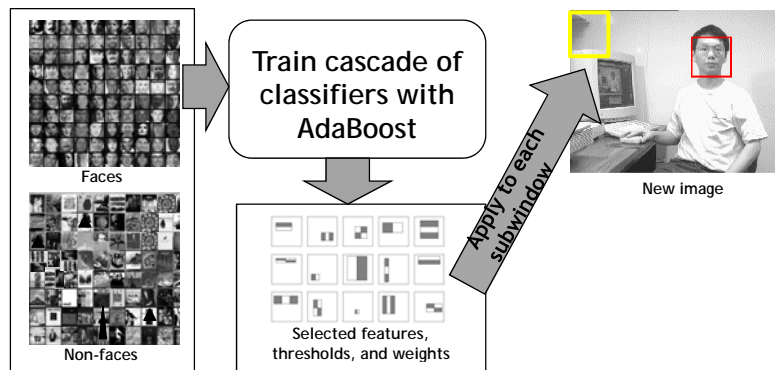 Faces
Non-faces
Train cascade of
classifiers with
AdaBoost
Selected features,
thresholds, and weights
Apply to each
subwindow
New image